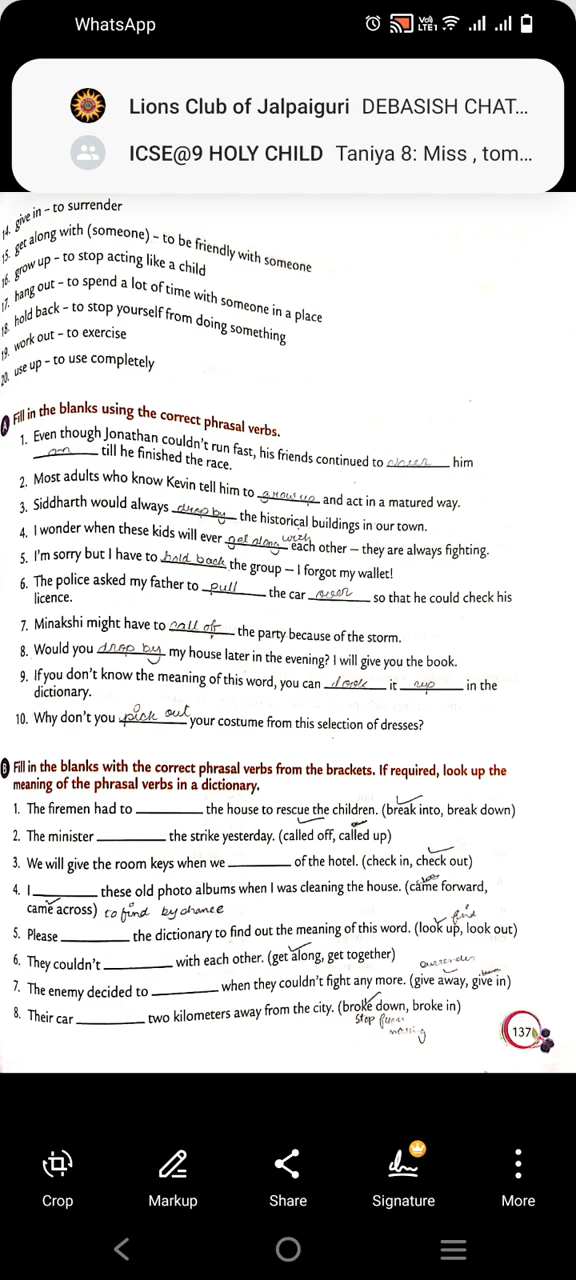 WhatsApp
Vo))
LTE1
Lions Club of Jalpaiguri DEBASISH CHAT...
ICSE@9 HOLY CHILD Taniya 8: Miss , tom...
14. give in – to surrender
15. get along with (someone) – to be friendly with someone
16. grow up – to stop acting like a child
17. hang out – to spend a lot of time with someone in a place
18. hold back – to stop yourself from doing something
19. work out – to exercise
20. use up – to use completely
A Fill in the blanks using the correct phrasal verbs.
1. Even though Jonathan couldn't run fast, his friends continued to cheer him
on till he finished the race.
2. Most adults who know Kevin tell him to grow up and act in a matured way.
3. Siddharth would always drop by the historical buildings in our town.
4. I wonder when these kids will ever get along with each other – they are always fighting.
5. I'm sorry but I have to hold back the group – I forgot my wallet!
6. The police asked my father to pull the car over so that he could check his
licence.
7. Minakshi might have to call off the party because of the storm.
8. Would you drop by my house later in the evening? I will give you the book.
9. If you don't know the meaning of this word, you can look it up in the
dictionary.
10. Why don't you pick out your costume from this selection of dresses?
B Fill in the blanks with the correct phrasal verbs from the brackets. If required, look up the
meaning of the phrasal verbs in a dictionary.
1. The firemen had to ________ the house to rescue the children. (break into, break down)
2. The minister ________ the strike yesterday. (called off, called up)
3. We will give the room keys when we ________ of the hotel. (check in, check out)
4. I ________ these old photo albums when I was cleaning the house. (came forward,
came across) to find by chance
find
5. Please ________ the dictionary to find out the meaning of this word. (look up, look out)
6. They couldn't ________ with each other. (get along, get together)
surrender
7. The enemy decided to ________ when they couldn't fight any more. (give away, give in)
8. Their car ________ two kilometers away from the city. (broke down, broke in)
stop
137
Crop
Markup
Share
Signature
More